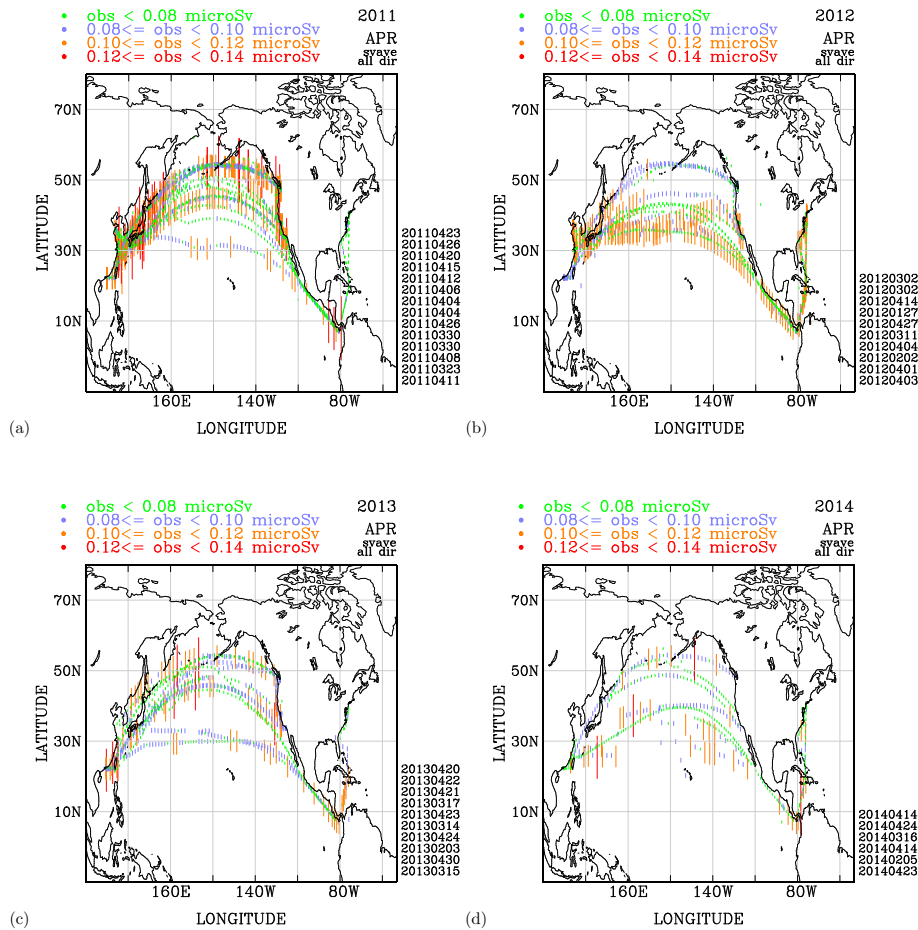 obs < 0.08 microSv
0.08<= obs < 0.10 microSv
0.10<= obs < 0.12 microSv
0.12<= obs < 0.14 microSv
2011
APR
svave
all dir
70N
50N
30N
10N
LATITUDE
160E 140W 80W
LONGITUDE
20110423
20110426
20110420
20110415
20110412
20110406
20110404
20110404
20110426
20110330
20110330
20110408
20110323
20110411
(a)
obs < 0.08 microSv
0.08<= obs < 0.10 microSv
0.10<= obs < 0.12 microSv
0.12<= obs < 0.14 microSv
2012
APR
svave
all dir
70N
50N
30N
10N
LATITUDE
160E 140W 80W
LONGITUDE
20120302
20120302
20120414
20120127
20120427
20120311
20120404
20120202
20120401
20120403
(b)
obs < 0.08 microSv
0.08<= obs < 0.10 microSv
0.10<= obs < 0.12 microSv
0.12<= obs < 0.14 microSv
2013
APR
svave
all dir
70N
50N
30N
10N
LATITUDE
160E 140W 80W
LONGITUDE
20130420
20130422
20130421
20130317
20130423
20130314
20130424
20130203
20130430
20130315
(c)
obs < 0.08 microSv
0.08<= obs < 0.10 microSv
0.10<= obs < 0.12 microSv
0.12<= obs < 0.14 microSv
2014
APR
svave
all dir
70N
50N
30N
10N
LATITUDE
160E 140W 80W
LONGITUDE
20140414
20140424
20140316
20140414
20140205
20140423
(d)